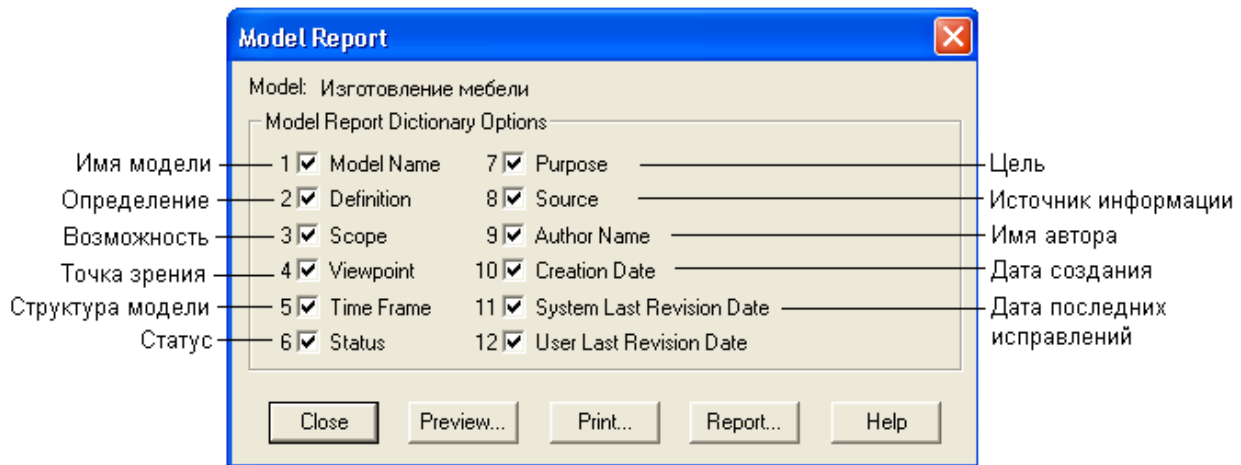 Model Report
Model: Изготовление мебели
Model Report Dictionary Options
Имя модели 1 Model Name 7 Purpose Цель
Определение 2 Definition 8 Source Источник информации
Возможность 3 Scope 9 Author Name Имя автора
Точка зрения 4 Viewpoint 10 Creation Date Дата создания
Структура модели 5 Time Frame 11 System Last Revision Date Дата последних
Статус 6 Status 12 User Last Revision Date исправлений
Close Preview... Print... Report... Help